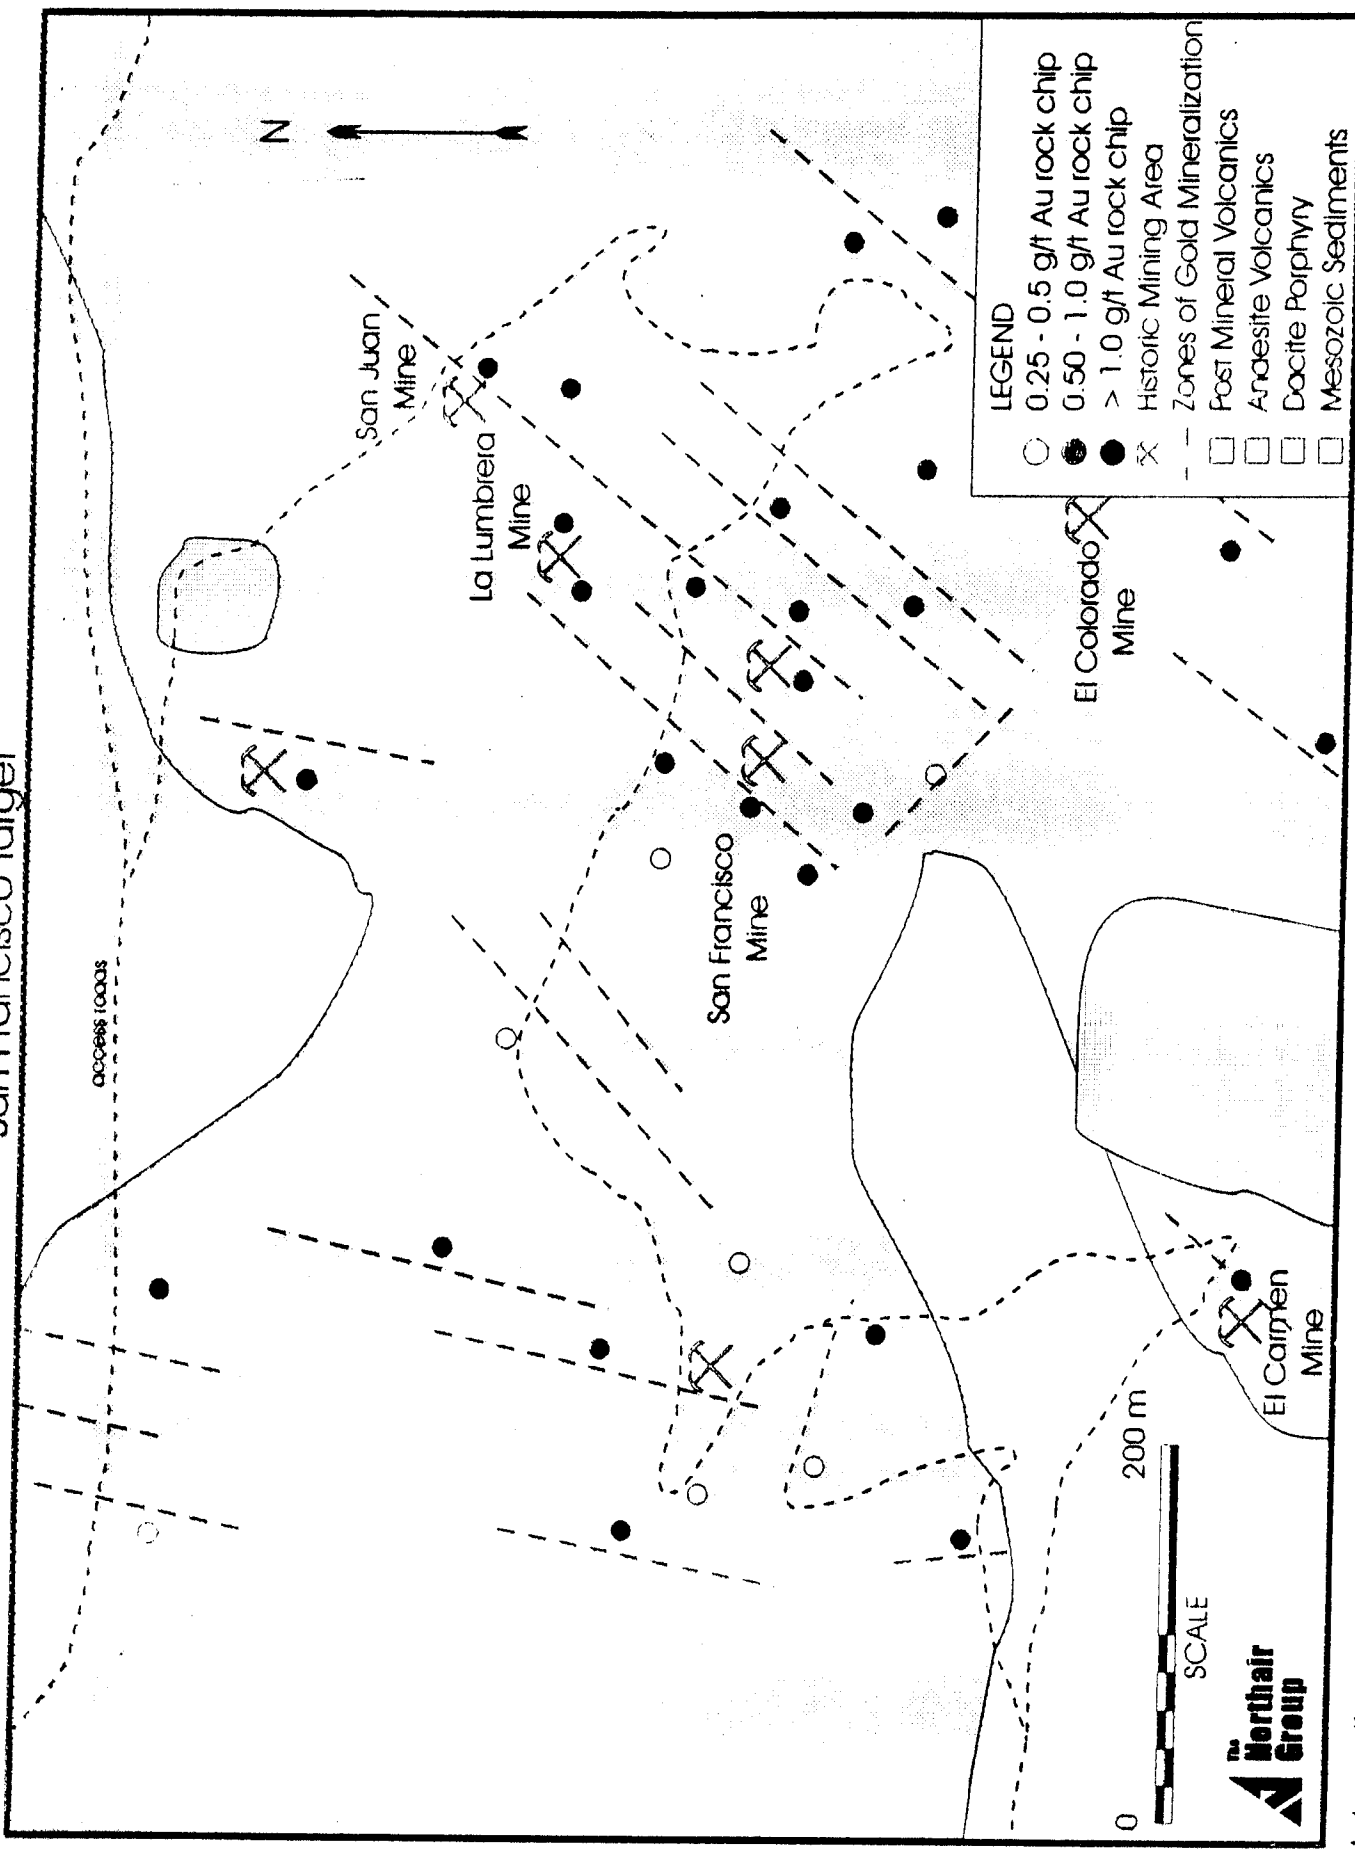 San Francisco Target
access roads
N
San Juan
Mine
La Lumbrera
Mine
San Francisco
Mine
El Colorado
Mine
El Carmen
Mine
LEGEND
0.25 - 0.5 g/t Au rock chip
0.50 - 1.0 g/t Au rock chip
> 1.0 g/t Au rock chip
Historic Mining Area
Zones of Gold Mineralization
Post Mineral Volcanics
Andesite Volcanics
Dacite Porphyry
Mesozoic Sediments
0 200 m
SCALE
The
Northair
Group